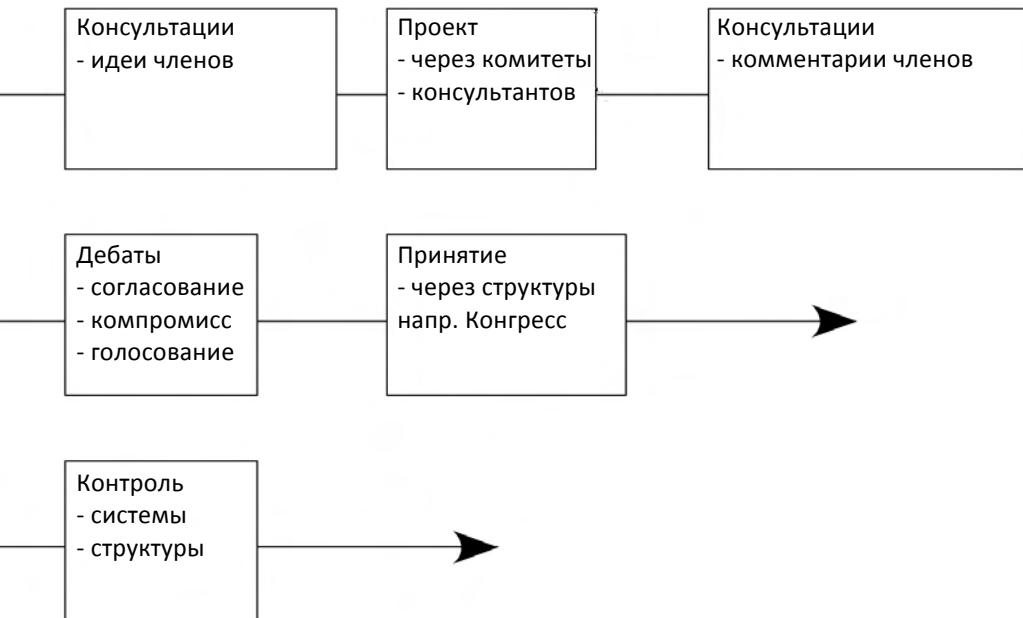 Консультации
- идеи членов
Проект
- через комитеты
- консультантов
Консультации
- комментарии членов
Дебаты
- согласование
- компромисс
- голосование
Принятие
- через структуры
напр. Конгресс
Контроль
- системы
- структуры